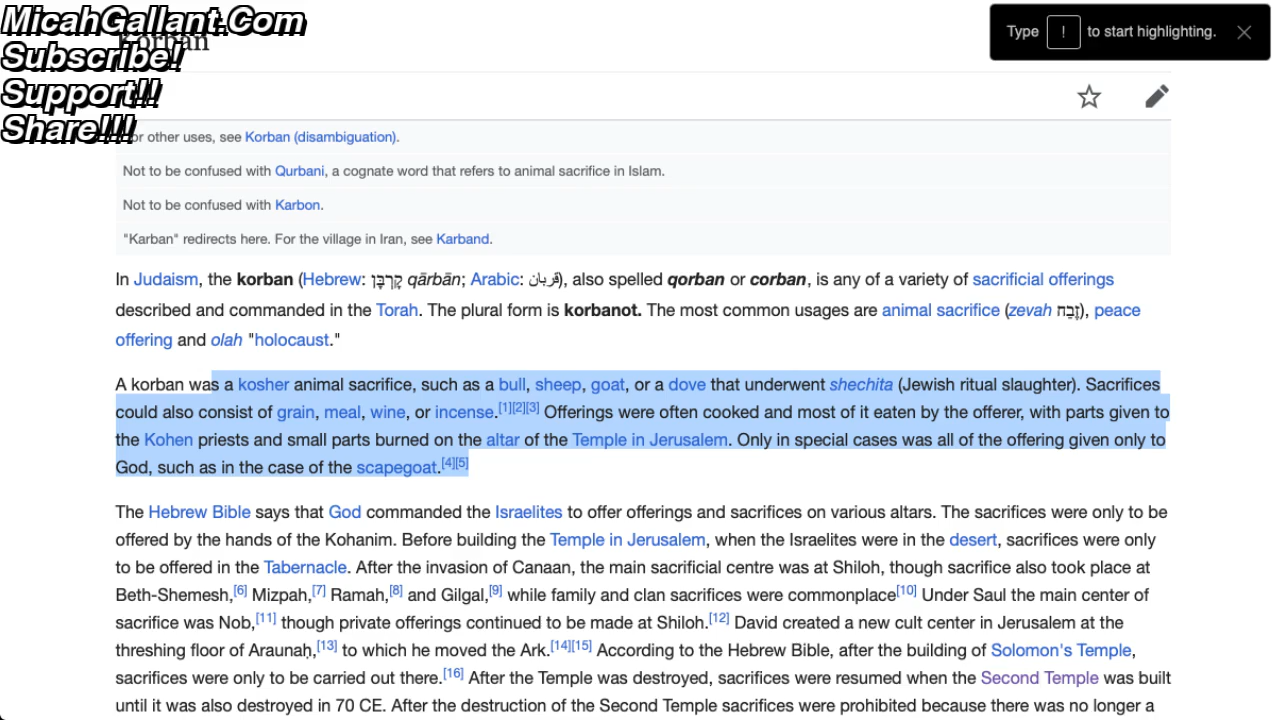 MicahGallant.Com
Subscribe!
Support!!
Share!!!
Korban
Type ! to start highlighting.
or other uses, see Korban (disambiguation).
Not to be confused with Qurbani, a cognate word that refers to animal sacrifice in Islam.
Not to be confused with Karbon.
"Karban" redirects here. For the village in Iran, see Karband.
In Judaism, the korban (Hebrew: קָרְבָּן qārbān; Arabic: قربان), also spelled qorban or corban, is any of a variety of sacrificial offerings
described and commanded in the Torah. The plural form is korbanot. The most common usages are animal sacrifice (zevah זֶבַח), peace
offering and olah "holocaust."
A korban was a kosher animal sacrifice, such as a bull, sheep, goat, or a dove that underwent shechita (Jewish ritual slaughter). Sacrifices
could also consist of grain, meal, wine, or incense.[1][2][3] Offerings were often cooked and most of it eaten by the offerer, with parts given to
the Kohen priests and small parts burned on the altar of the Temple in Jerusalem. Only in special cases was all of the offering given only to
God, such as in the case of the scapegoat.[4][5]
The Hebrew Bible says that God commanded the Israelites to offer offerings and sacrifices on various altars. The sacrifices were only to be
offered by the hands of the Kohanim. Before building the Temple in Jerusalem, when the Israelites were in the desert, sacrifices were only
to be offered in the Tabernacle. After the invasion of Canaan, the main sacrificial centre was at Shiloh, though sacrifice also took place at
Beth-Shemesh,[6] Mizpah,[7] Ramah,[8] and Gilgal,[9] while family and clan sacrifices were commonplace[10] Under Saul the main center of
sacrifice was Nob,[11] though private offerings continued to be made at Shiloh.[12] David created a new cult center in Jerusalem at the
threshing floor of Araunaḥ,[13] to which he moved the Ark.[14][15] According to the Hebrew Bible, after the building of Solomon's Temple,
sacrifices were only to be carried out there.[16] After the Temple was destroyed, sacrifices were resumed when the Second Temple was built
until it was also destroyed in 70 CE. After the destruction of the Second Temple sacrifices were prohibited because there was no longer a